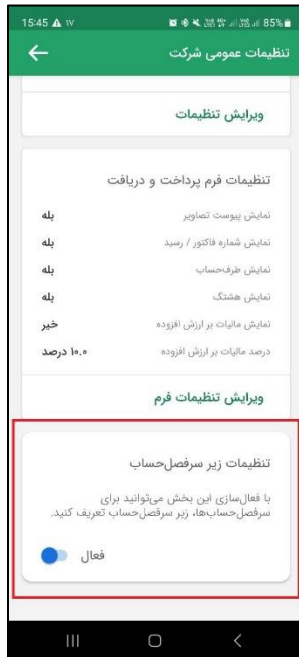 15:45
85%
تنظیمات عمومی شرکت
ویرایش تنظیمات
تنظیمات فرم پرداخت و دریافت
نمایش پیوست تصاویر بله
نمایش شماره فاکتور / رسید بله
نمایش طرف‌حساب بله
نمایش هشتگ بله
نمایش مالیات بر ارزش افزوده خیر
درصد مالیات بر ارزش افزوده ۱۰.۰ درصد
ویرایش تنظیمات فرم
تنظیمات زیر سرفصل‌حساب
با فعال‌سازی این بخش می‌توانید برای
سرفصل‌حساب‌ها، زیر سرفصل‌حساب تعریف کنید.
فعال